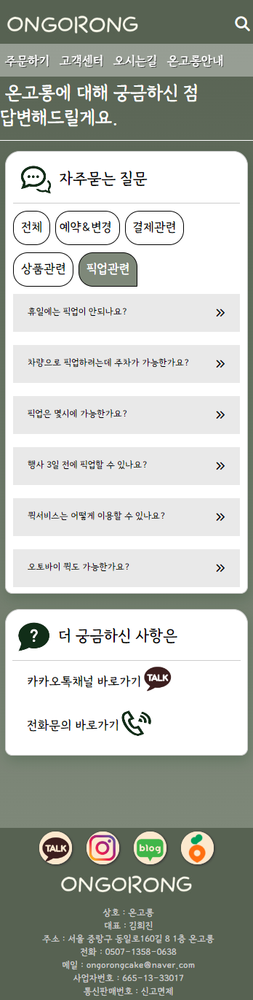 ONGORONG
주문하기 고객센터 오시는길 온고롱안내
온고롱에 대해 궁금하신 점
답변해드릴게요.
자주묻는 질문
전체 예약&변경 결제관련
상품관련 픽업관련
휴일에는 픽업이 안되나요?
차량으로 픽업하려는데 주차가 가능한가요?
픽업은 몇시에 가능한가요?
행사 3일 전에 픽업할 수 있나요?
퀵서비스는 어떻게 이용할 수 있나요?
오토바이 퀵도 가능한가요?
더 궁금하신 사항은
카카오톡채널 바로가기 TALK
전화문의 바로가기
TALK blog
ONGORONG
상호 : 온고롱
대표 : 김희진
주소 : 서울 중랑구 동일로160길 8 1층 온고롱
전화 : 0507-1358-0638
메일 : ongorongcake@naver.com
사업자번호 : 665-13-33017
통신판매번호 : 신고면제